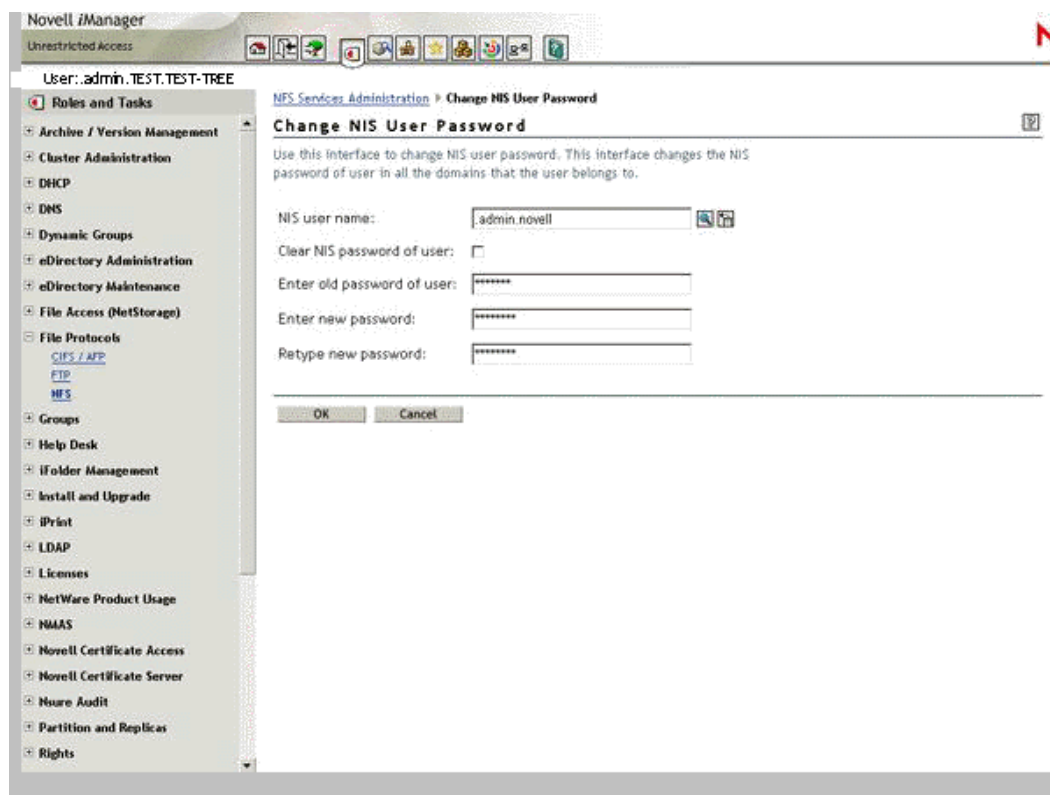 Novell iManager
Unrestricted Access
N
User:.admin.TEST.TEST-TREE
Roles and Tasks
Archive / Version Management
Cluster Administration
DHCP
DNS
Dynamic Groups
eDirectory Administration
eDirectory Maintenance
File Access (NetStorage)
File Protocols
CIFS / AFP
FTP
NFS
Groups
Help Desk
iFolder Management
Install and Upgrade
iPrint
LDAP
Licenses
NetWare Product Usage
NMAS
Novell Certificate Access
Novell Certificate Server
Nsure Audit
Partition and Replicas
Rights
NFS Services Administration Change NIS User Password
Change NIS User Password
Use this interface to change NIS user password. This interface changes the NIS
password of user in all the domains that the user belongs to.
NIS user name: .admin.novell
Clear NIS password of user:
Enter old password of user: *******
Enter new password: ********
Retype new password: ********
OK Cancel